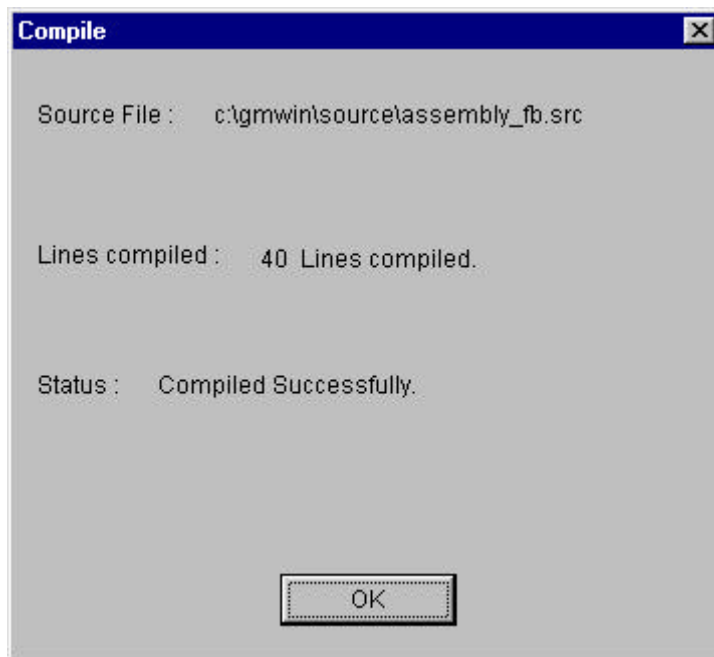 Compile
Source File : c:\gmwin\source\assembly_fb.src
Lines compiled : 40 Lines compiled.
Status : Compiled Successfully.
OK